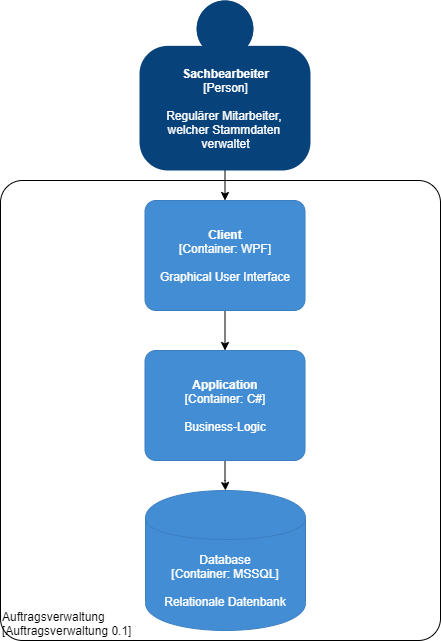 Sachbearbeiter
[Person]
Regulärer Mitarbeiter,
welcher Stammdaten
verwaltet
Client
[Container: WPF]
Graphical User Interface
Application
[Container: C#]
Business-Logic
Database
[Container: MSSQL]
Relationale Datenbank
Auftragsverwaltung
[Auftragsverwaltung 0.1]